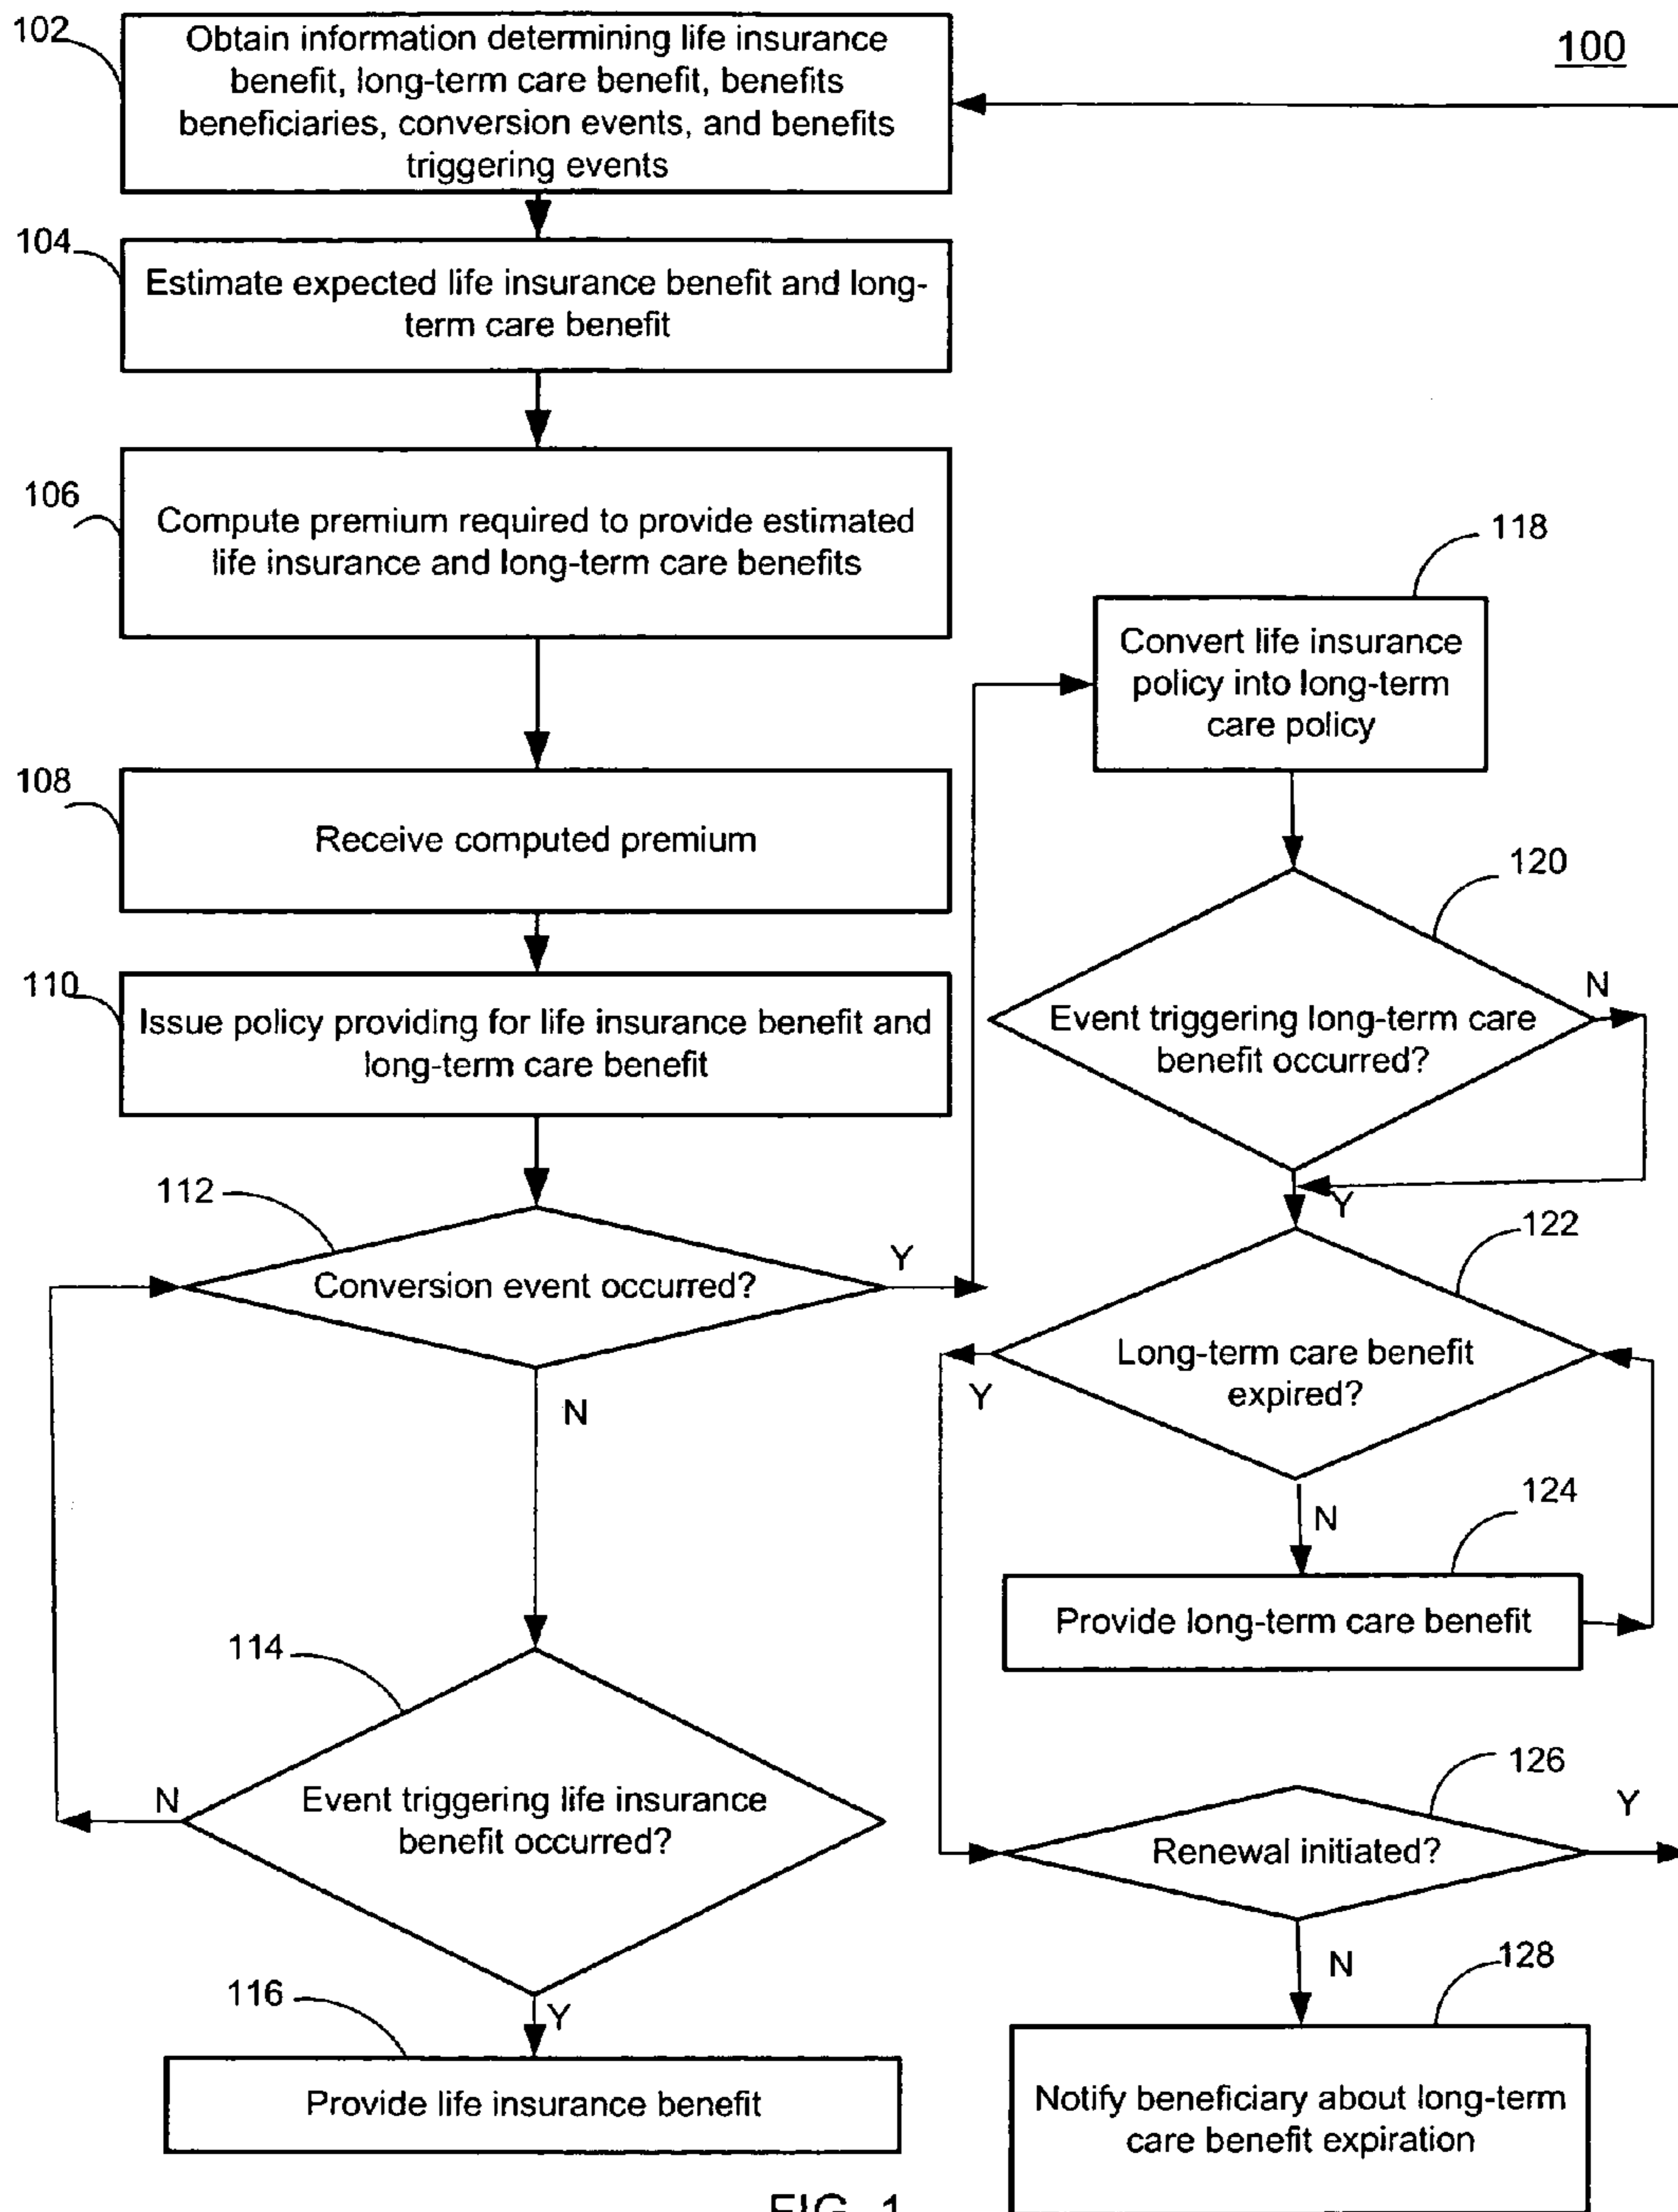 102
Obtain information determining life insurance
benefit, long-term care benefit, benefits
beneficiaries, conversion events, and benefits
triggering events
100
104
Estimate expected life insurance benefit and long-
term care benefit
106
Compute premium required to provide estimated
life insurance and long-term care benefits
108
Receive computed premium
110
Issue policy providing for life insurance benefit and
long-term care benefit
112
Conversion event occurred?
Y
N
114
Event triggering life insurance
benefit occurred?
N
Y
116
Provide life insurance benefit
118
Convert life insurance
policy into long-term
care policy
120
Event triggering long-term care
benefit occurred?
N
Y
122
Long-term care benefit
expired?
Y
N
124
Provide long-term care benefit
126
Renewal initiated?
Y
N
128
Notify beneficiary about long-term
care benefit expiration
FIG. 1